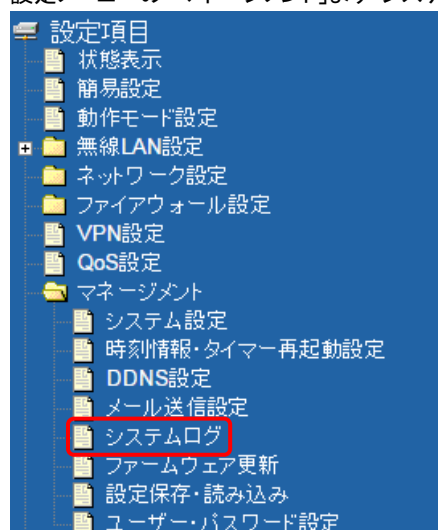 設定項目
状態表示
簡易設定
動作モード設定
無線LAN設定
ネットワーク設定
ファイアウォール設定
VPN設定
QoS設定
マネージメント
システム設定
時刻情報・タイマー再起動設定
DDNS設定
メール送信設定
システムログ
ファームウェア更新
設定保存・読み込み
ユーザー・パスワード設定